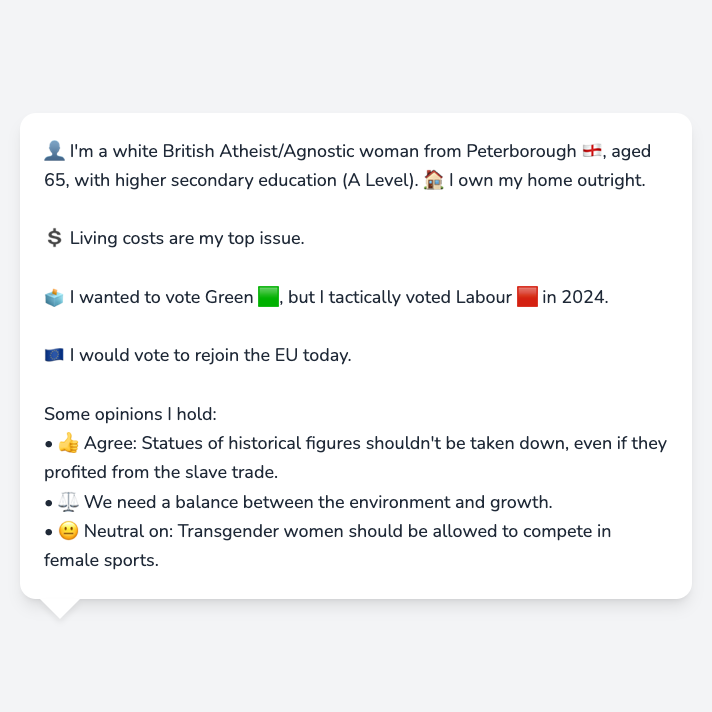 👤 I'm a white British Atheist/Agnostic woman from Peterborough 🏴󠁧󠁢󠁥󠁮󠁧󠁿, aged
65, with higher secondary education (A Level). 🏠 I own my home outright.
💲 Living costs are my top issue.
🗳️ I wanted to vote Green 🟩, but I tactically voted Labour 🟥 in 2024.
🇪🇺 I would vote to rejoin the EU today.
Some opinions I hold:
• 👍 Agree: Statues of historical figures shouldn't be taken down, even if they
profited from the slave trade.
• ⚖️ We need a balance between the environment and growth.
• 😐 Neutral on: Transgender women should be allowed to compete in
female sports.